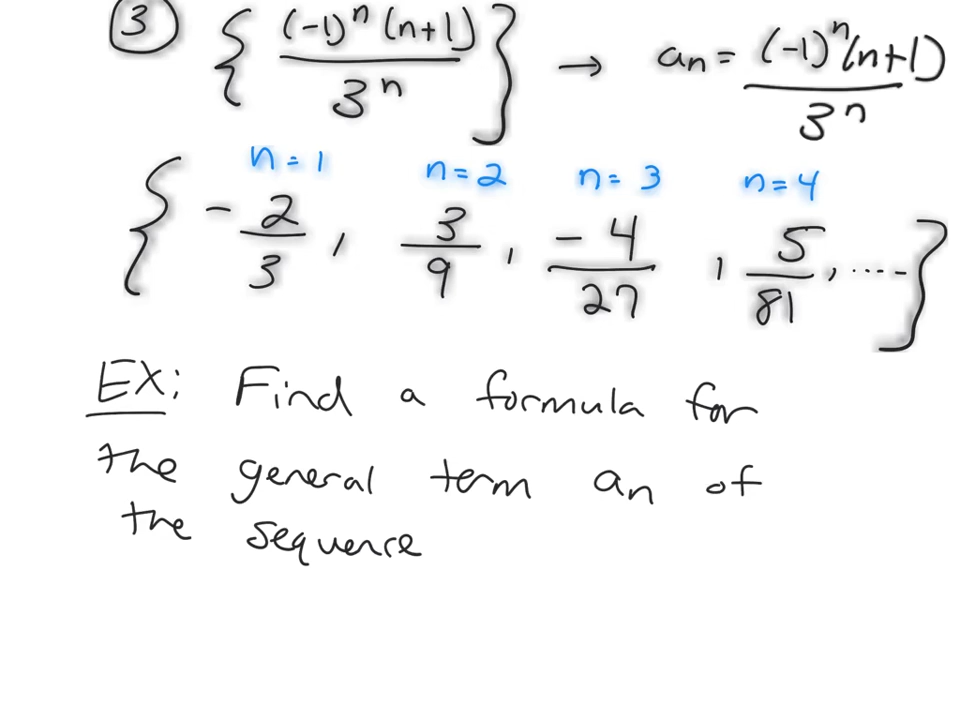 ③ { (-1)^n (n+1) / 3^n } → an = (-1)^n (n+1) / 3^n
n = 1 n = 2 n = 3 n = 4
{ - 2/3 , 3/9 , -4/27 , 5/81 , ..... }
EX: Find a formula for
the general term an of
the sequence